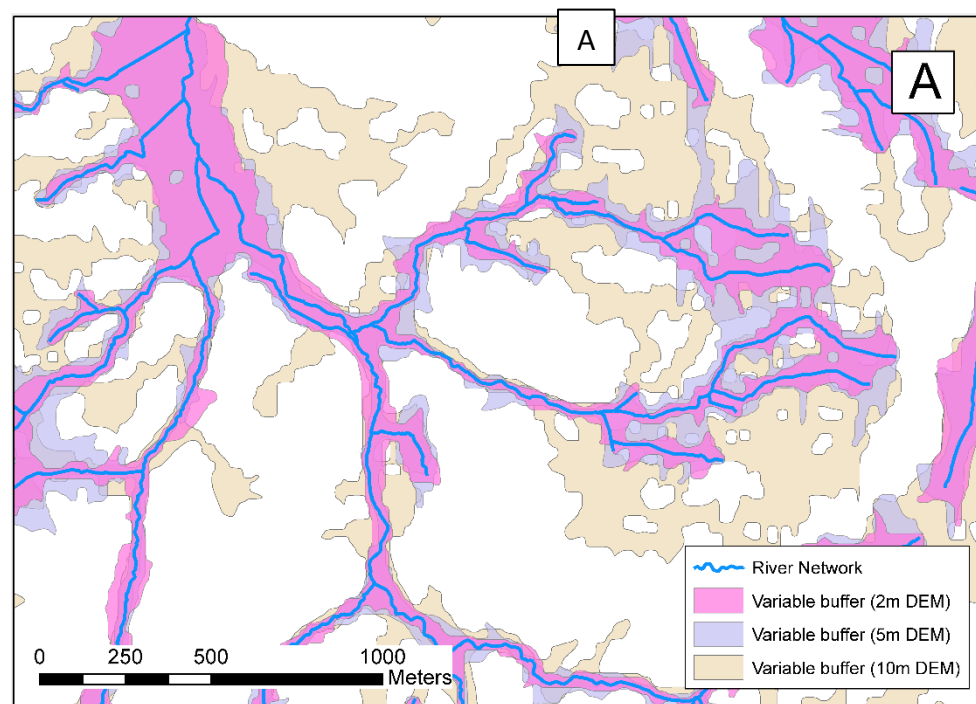 A
A
River Network
Variable buffer (2m DEM)
Variable buffer (5m DEM)
Variable buffer (10m DEM)
0 250 500 1000
Meters